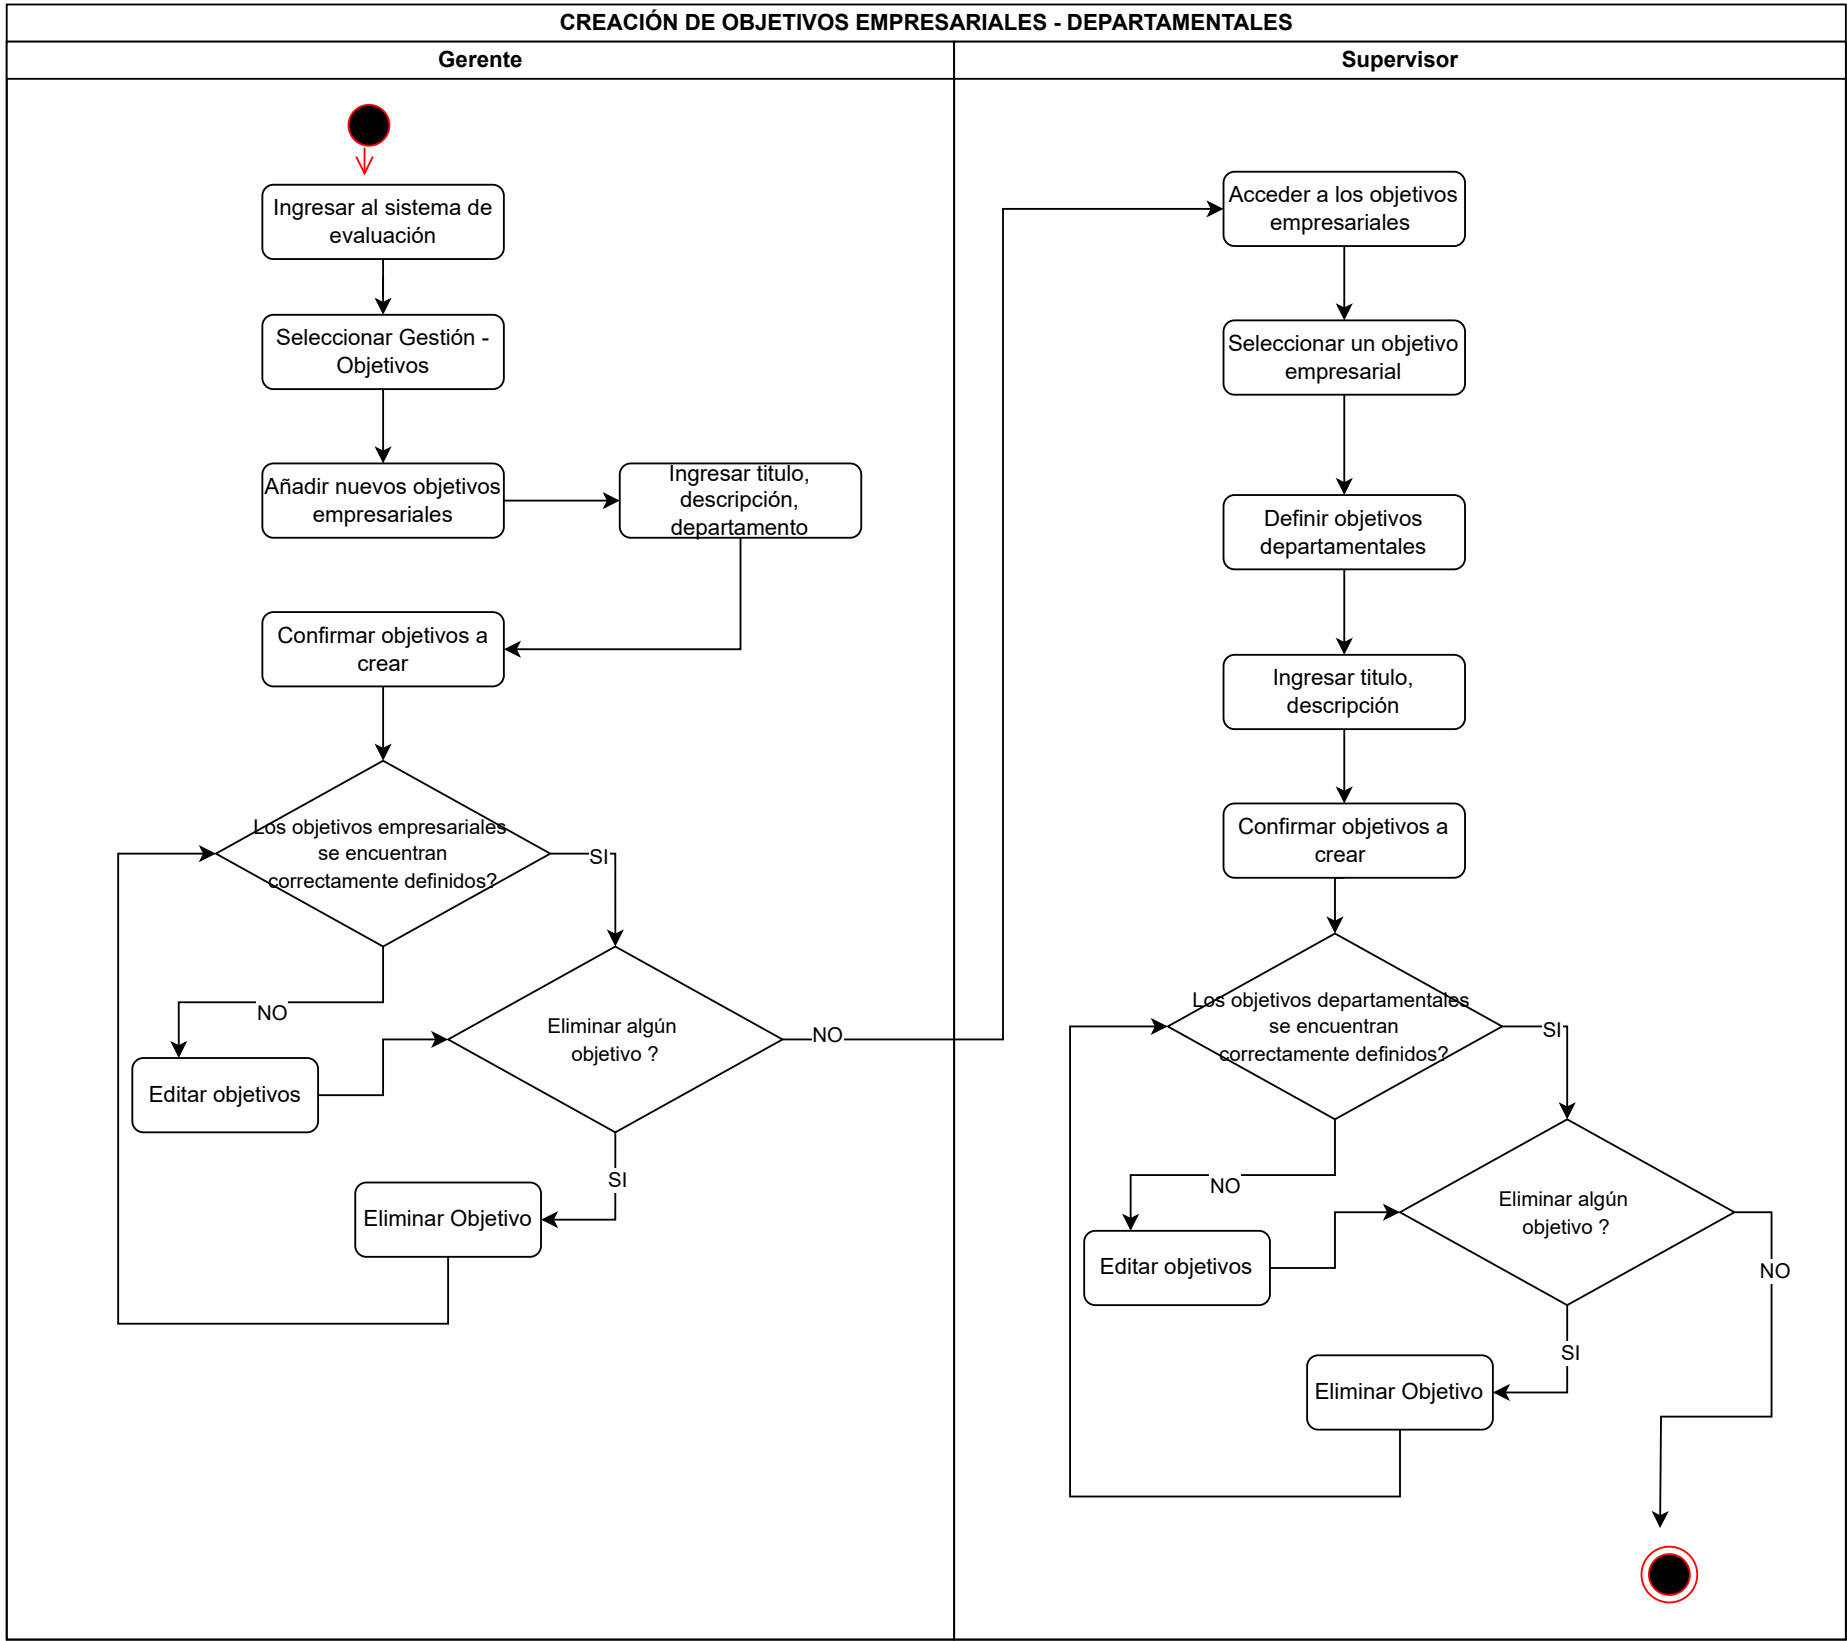 CREACIÓN DE OBJETIVOS EMPRESARIALES - DEPARTAMENTALES
Gerente
Supervisor
Ingresar al sistema de
evaluación
Seleccionar Gestión -
Objetivos
Añadir nuevos objetivos
empresariales
Ingresar titulo,
descripción,
departamento
Confirmar objetivos a
crear
Los objetivos empresariales
se encuentran
correctamente definidos?
SI
NO
Editar objetivos
Eliminar algún
objetivo ?
NO
SI
Eliminar Objetivo
Acceder a los objetivos
empresariales
Seleccionar un objetivo
empresarial
Definir objetivos
departamentales
Ingresar titulo,
descripción
Confirmar objetivos a
crear
Los objetivos departamentales
se encuentran
correctamente definidos?
SI
NO
Editar objetivos
Eliminar algún
objetivo ?
NO
SI
Eliminar Objetivo